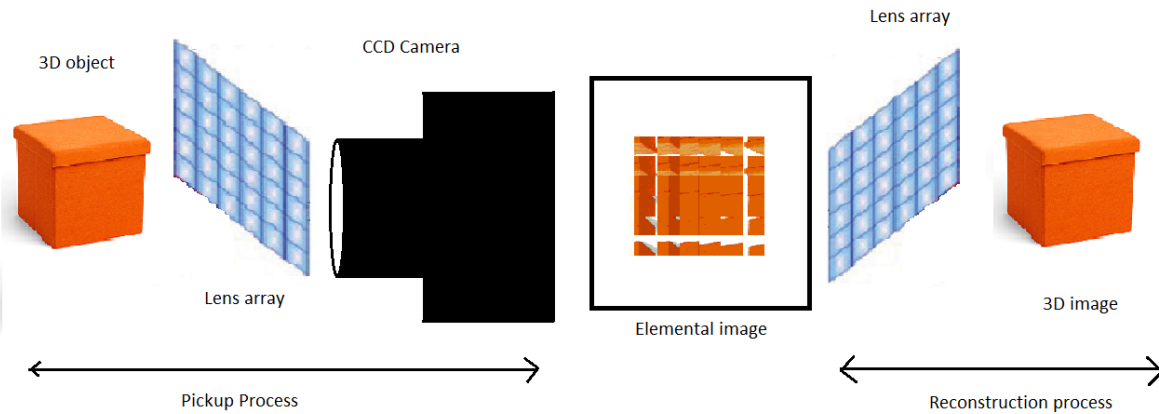 3D object
Lens array
CCD Camera
Elemental image
Lens array
3D image
Pickup Process
Reconstruction process